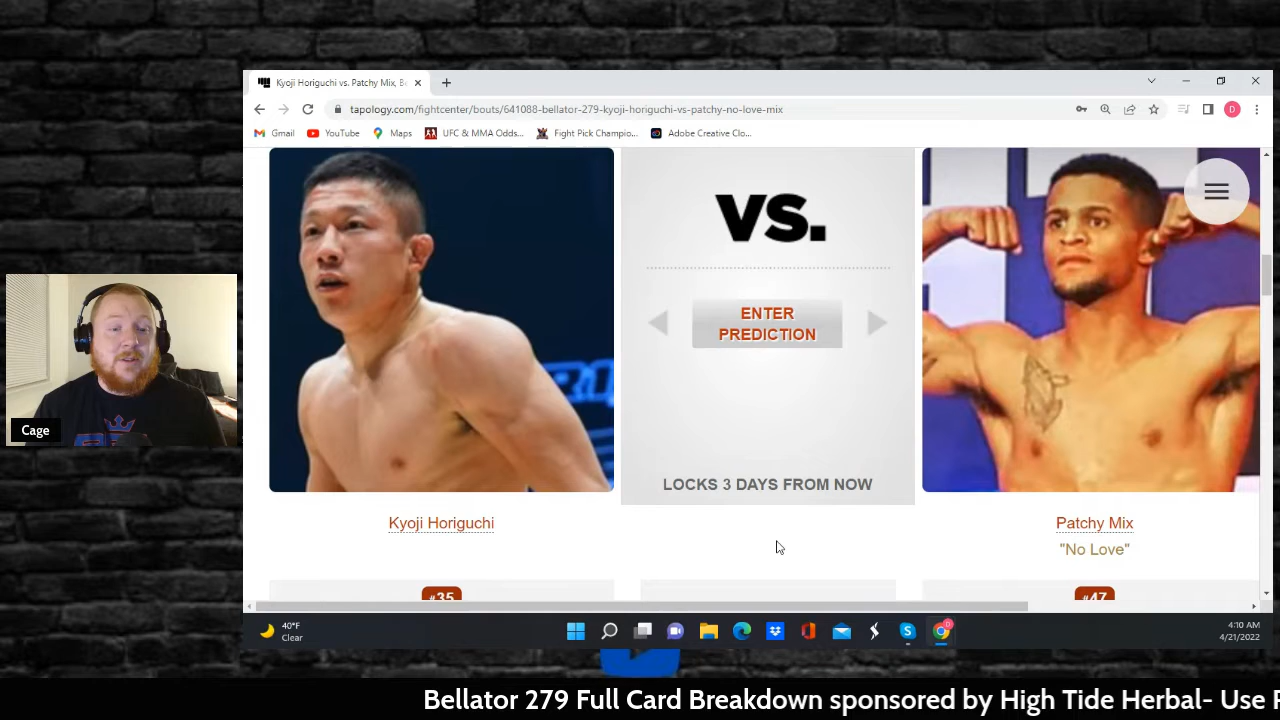 Kyoji Horiguchi vs. Patchy Mix, Ba
tapology.com/fightcenter/bouts/641088-bellator-279-kyoji-horiguchi-vs-patchy-no-love-mix
D
Gmail
YouTube
Maps
UFC & MMA Odds...
Fight Pick Champio...
Adobe Creative Clo...
VS.
ENTER
PREDICTION
LOCKS 3 DAYS FROM NOW
Cage
Kyoji Horiguchi
Patchy Mix
"No Love"
#35
#47
40°F
Clear
4:10 AM
4/21/2022
Bellator 279 Full Card Breakdown sponsored by High Tide Herbal- Use